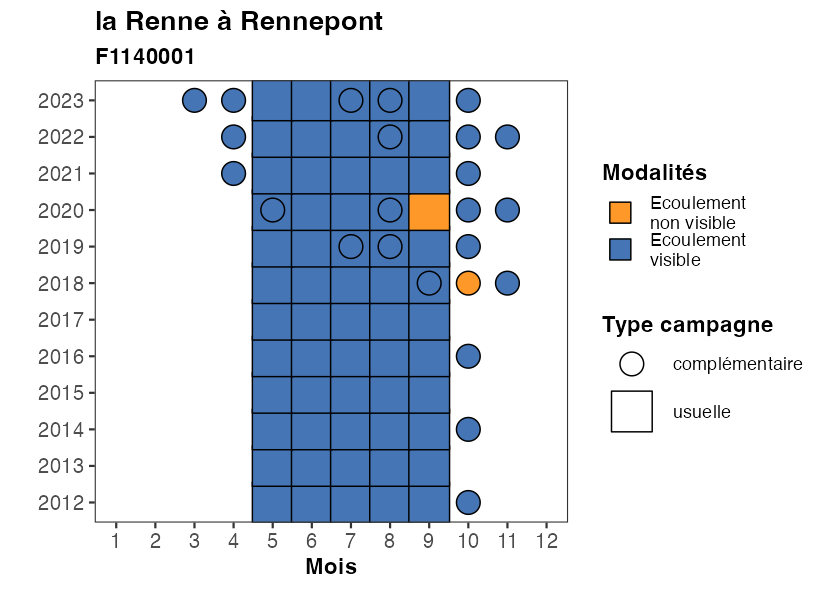 la Renne à Rennepont
F1140001
2023
2022
2021
2020
2019
2018
2017
2016
2015
2014
2013
2012
1 2 3 4 5 6 7 8 9 10 11 12
Mois
Modalités
Ecoulement
non visible
Ecoulement
visible
Type campagne
complémentaire
usuelle